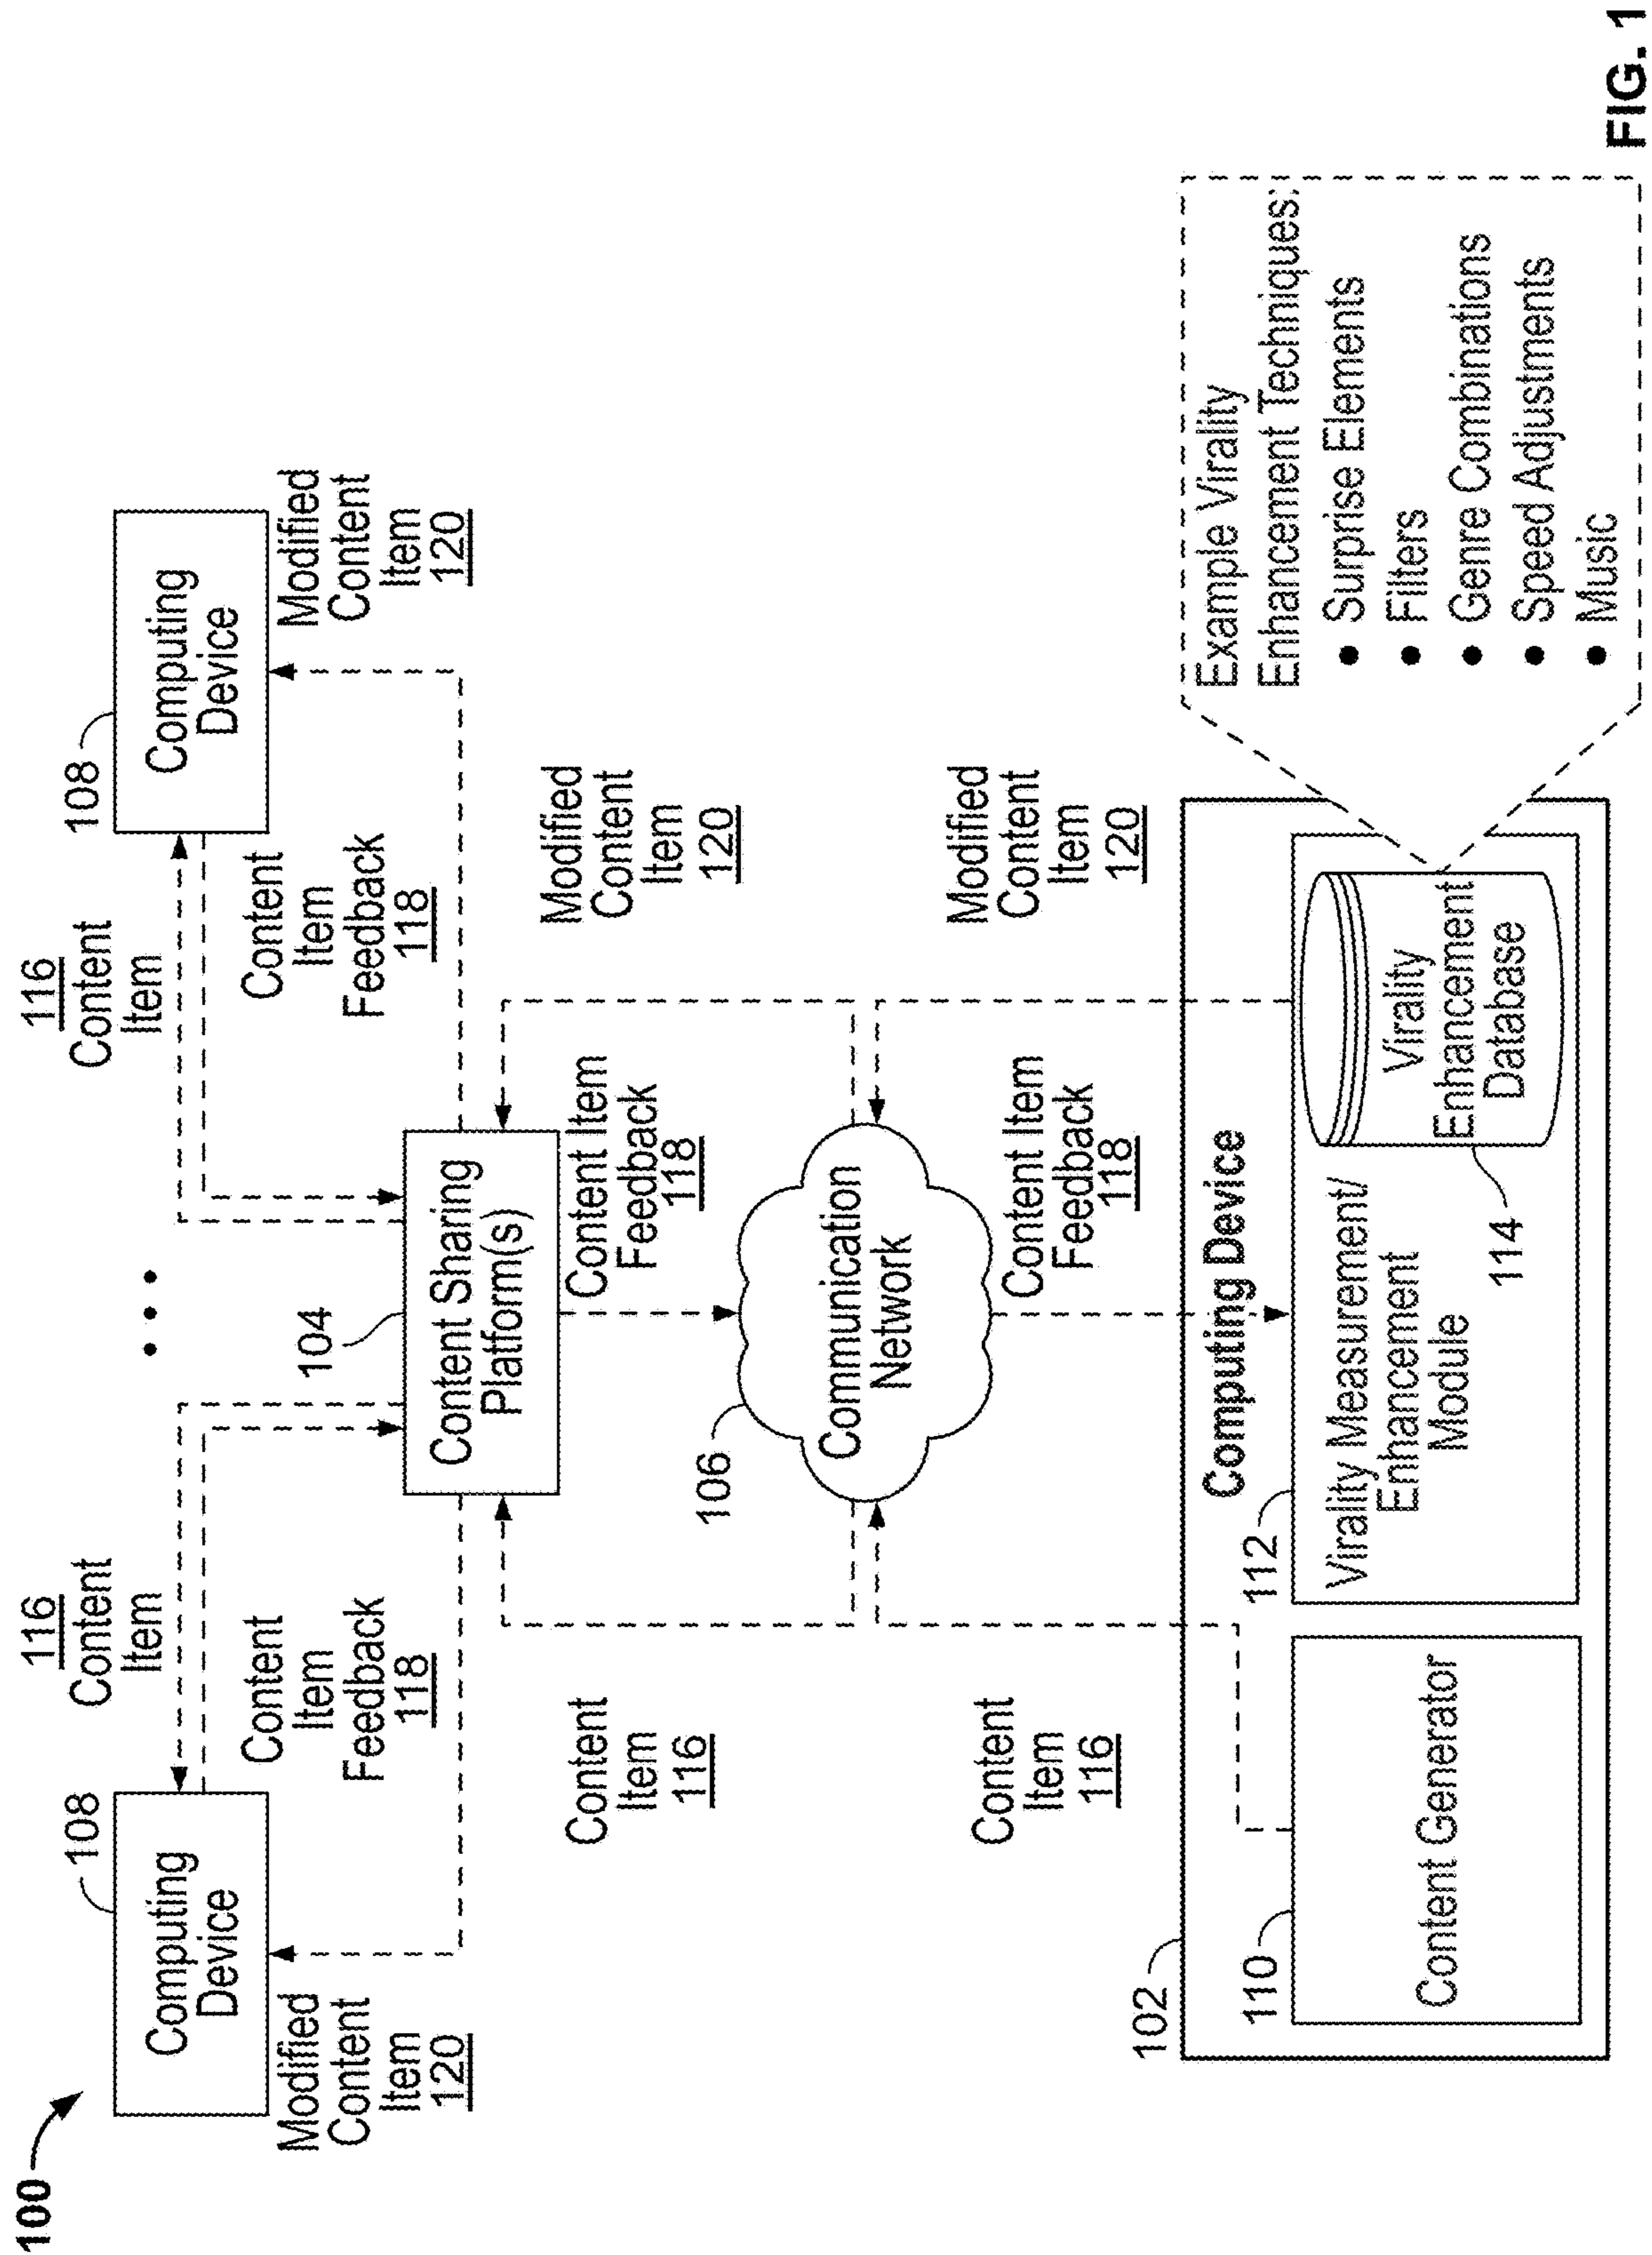 100
108
Computing
Device
Modified
Content
Item
120
116
Content
Item
Content
Item
Feedback
118
104
Content Sharing
Platform(s)
116
Content
Item
Content
Item
Feedback
118
108
Computing
Device
Modified
Content
Item
120
Content
Item
116
Content Item
Feedback
118
Modified
Content
Item
120
106
Communication
Network
Content
Item
116
Content Item
Feedback
118
Modified
Content
Item
120
102
Computing Device
110
Content Generator
112
Virality Measurement/
Enhancement
Module
114
Virality
Enhancement
Database
Example Virality
Enhancement Techniques:
• Surprise Elements
• Filters
• Genre Combinations
• Speed Adjustments
• Music
FIG. 1